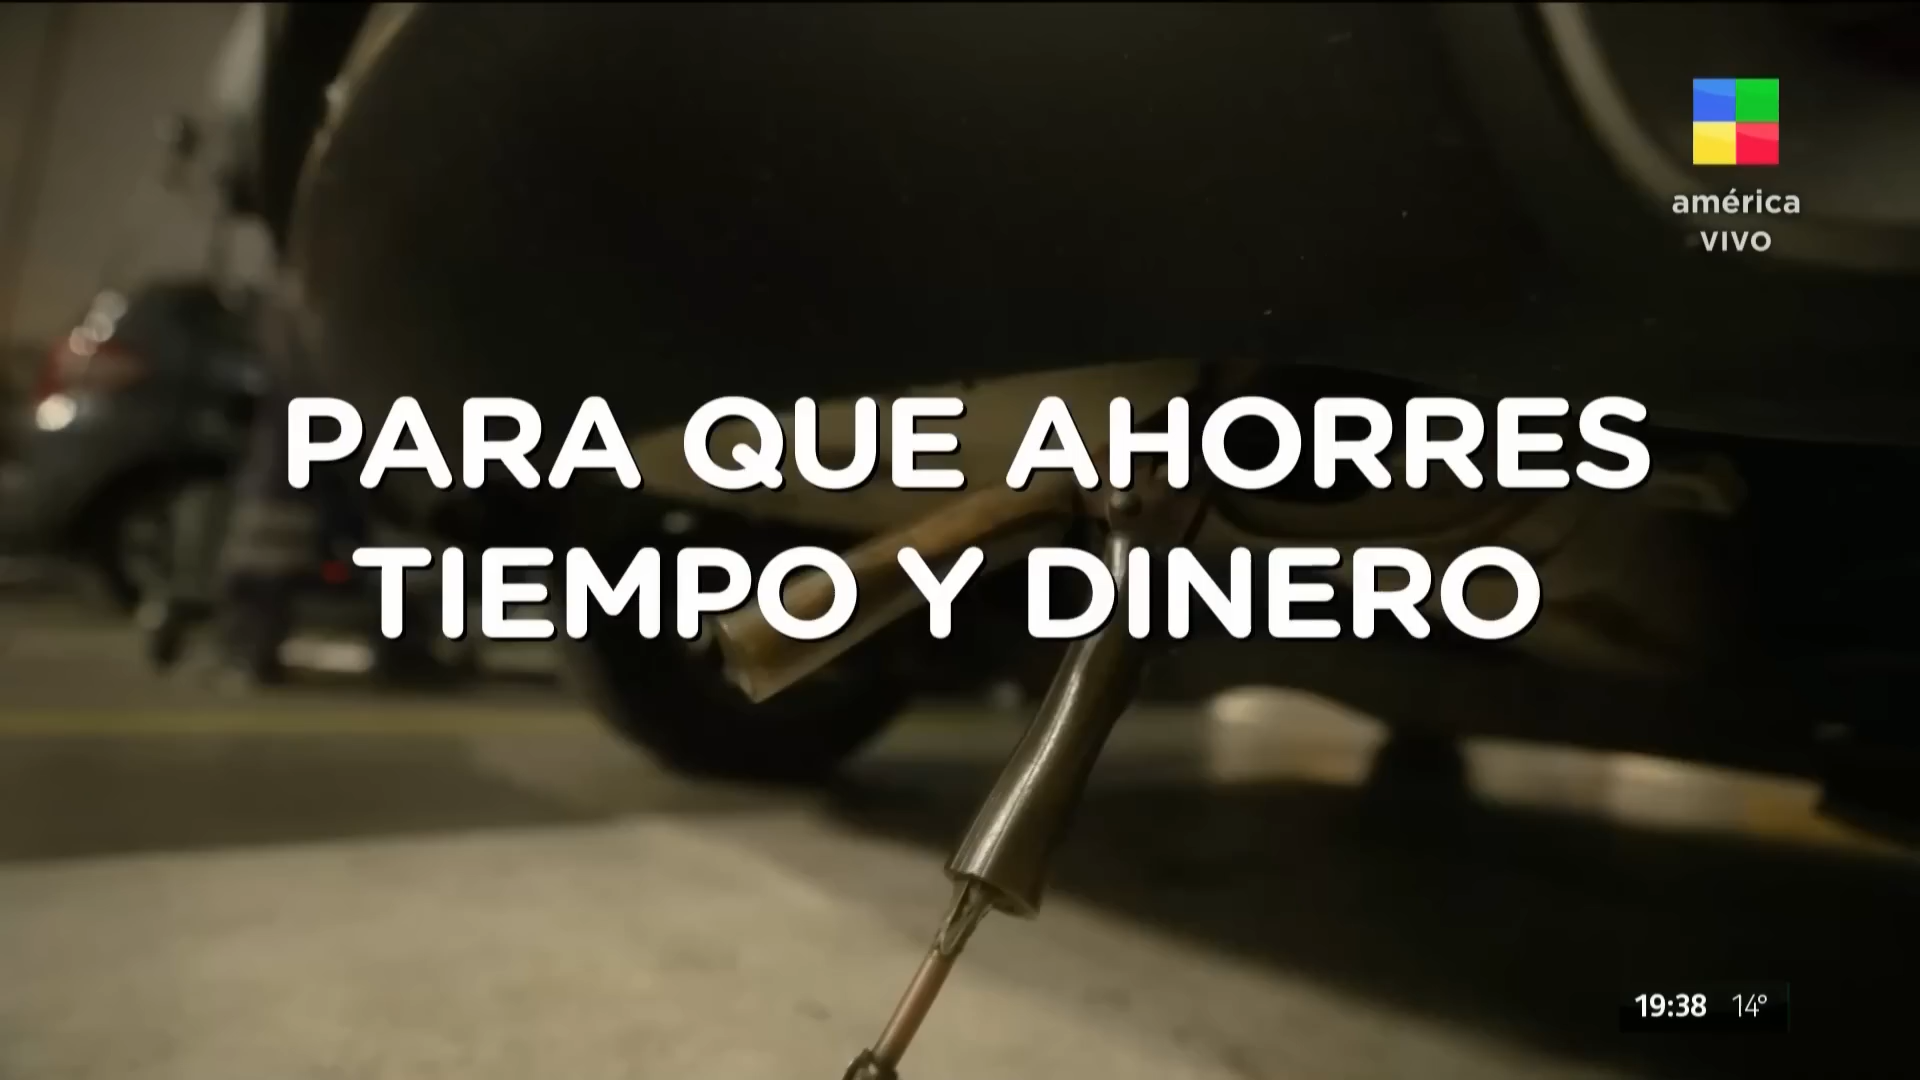 américa
VIVO
PARA QUE AHORRES
TIEMPO Y DINERO
19:38 14°